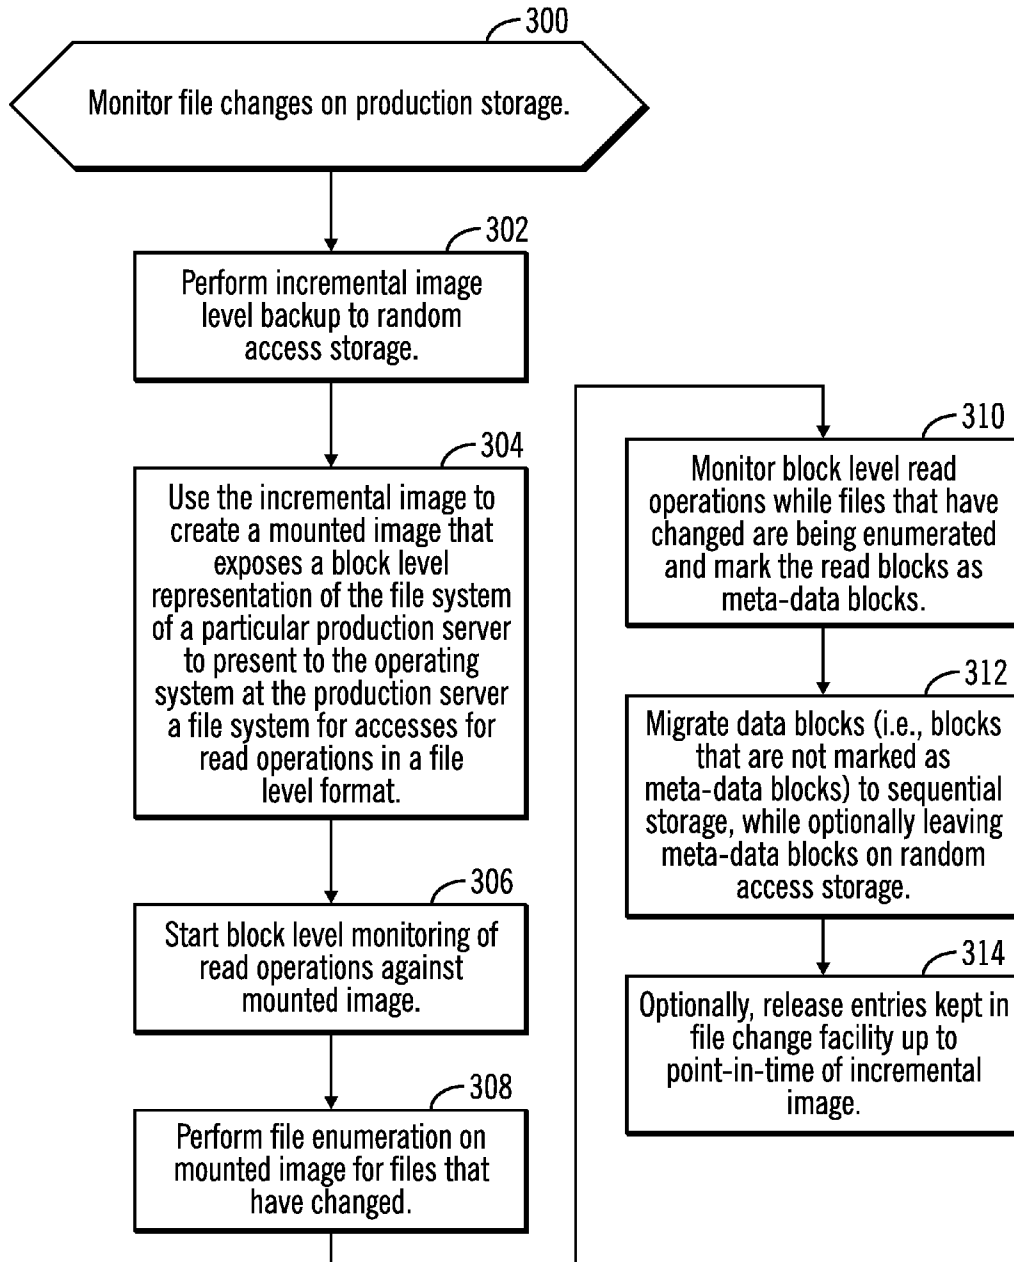 300
Monitor file changes on production storage.
302
Perform incremental image
level backup to random
access storage.
304
Use the incremental image to
create a mounted image that
exposes a block level
representation of the file system
of a particular production server
to present to the operating
system at the production server
a file system for accesses for
read operations in a file
level format.
306
Start block level monitoring of
read operations against
mounted image.
308
Perform file enumeration on
mounted image for files that
have changed.
310
Monitor block level read
operations while files that have
changed are being enumerated
and mark the read blocks as
meta-data blocks.
312
Migrate data blocks (i.e., blocks
that are not marked as
meta-data blocks) to sequential
storage, while optionally leaving
meta-data blocks on random
access storage.
314
Optionally, release entries kept in
file change facility up to
point-in-time of incremental
image.